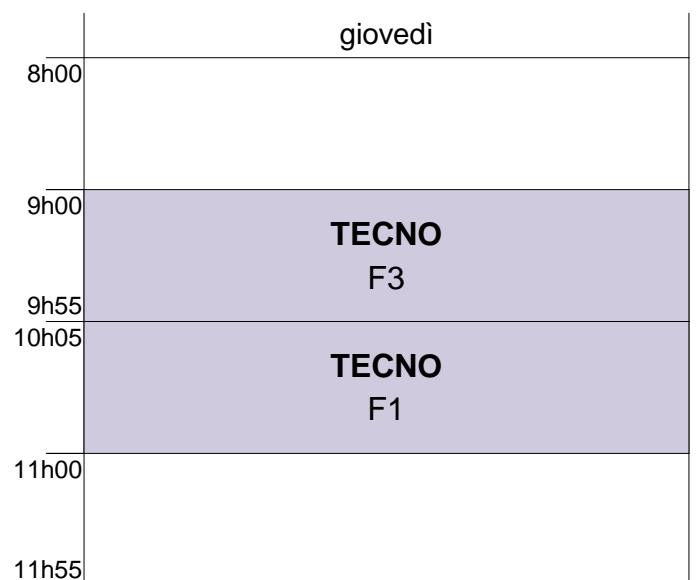 giovedì
8h00
9h00
TECNO
F3
9h55
10h05
TECNO
F1
11h00
11h55